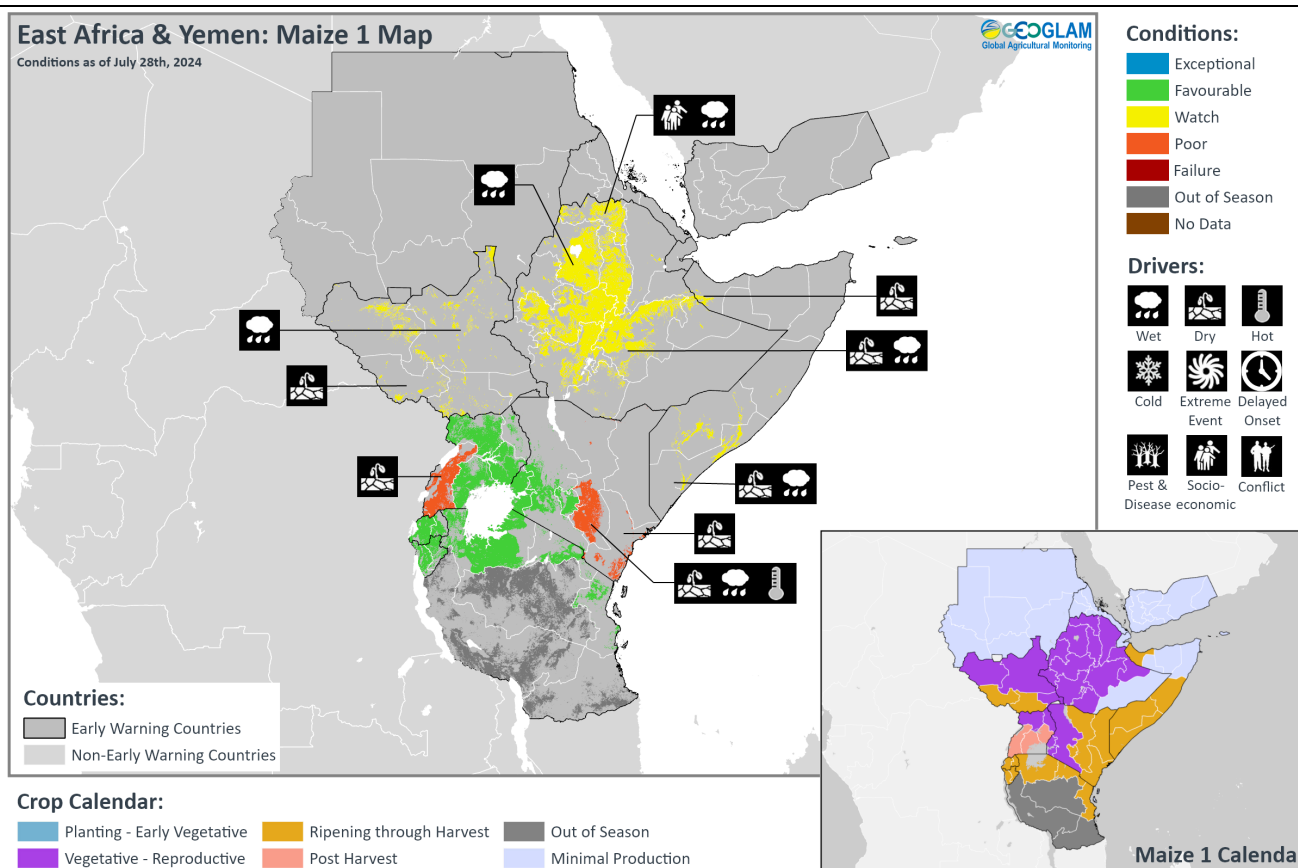 East Africa & Yemen: Maize 1 Map
Conditions as of July 28th, 2024
GEOGLAM
Global Agricultural Monitoring
Conditions:
Exceptional
Favourable
Watch
Poor
Failure
Out of Season
No Data
Drivers:
Wet
Dry
Hot
Cold
Extreme Event
Delayed Onset
Pest & Disease
Socio-economic
Conflict
Countries:
Early Warning Countries
Non-Early Warning Countries
Crop Calendar:
Planting - Early Vegetative
Ripening through Harvest
Out of Season
Vegetative - Reproductive
Post Harvest
Minimal Production
Maize 1 Calenda